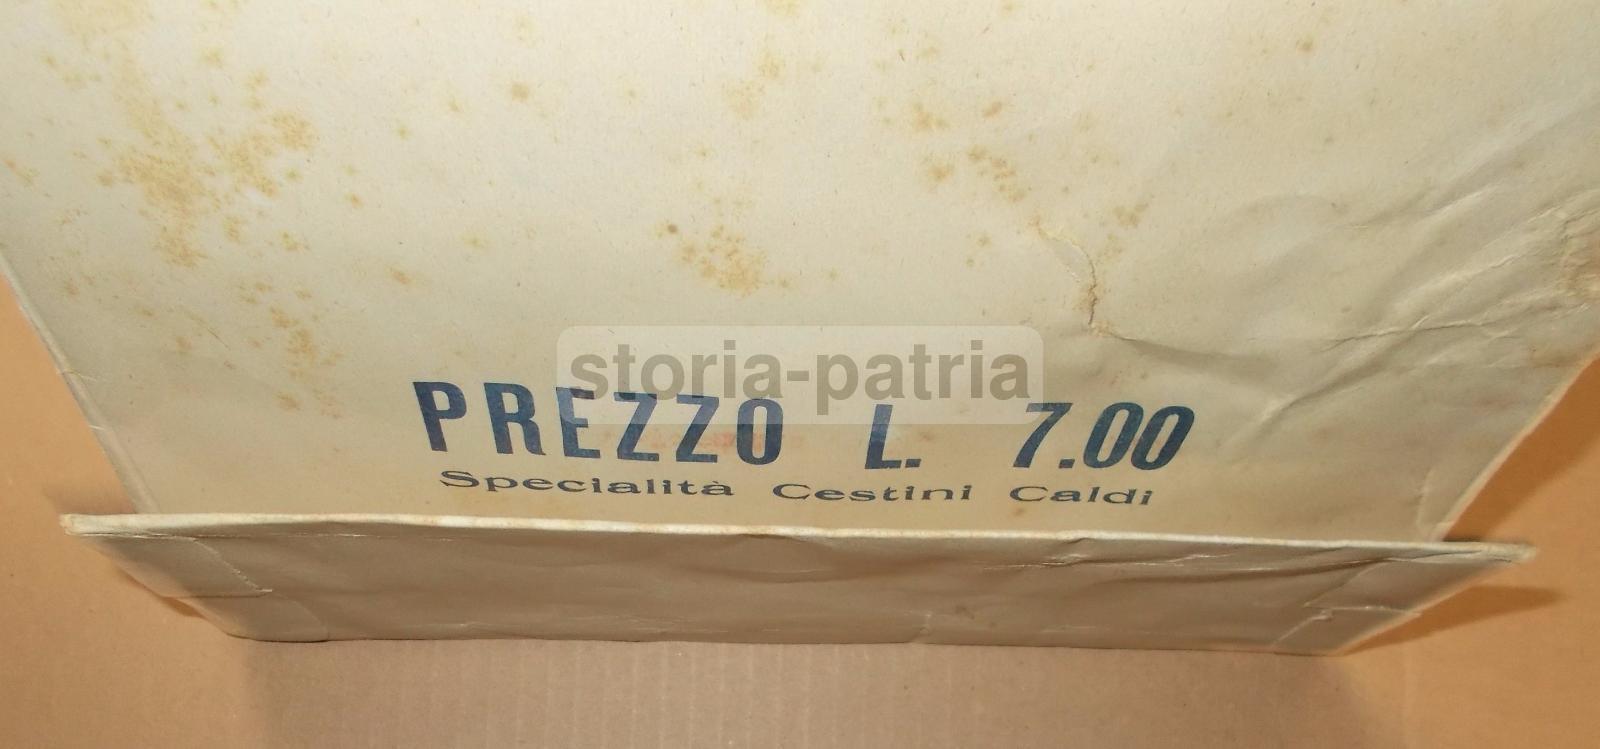 storia-patria
PREZZO L. 7.00
Specialità Cestini Caldi